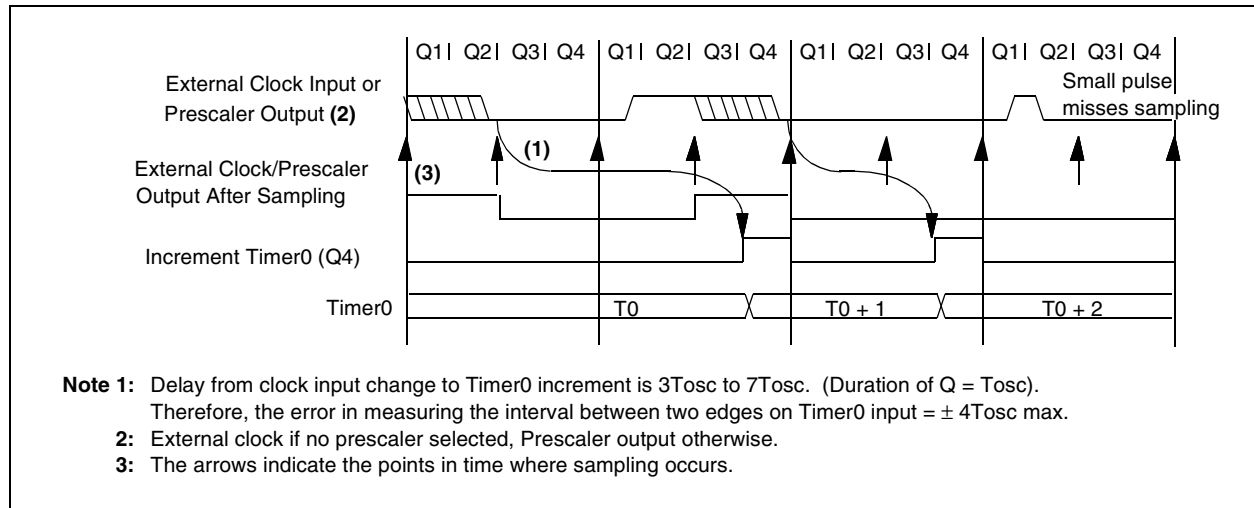 Q1| Q2| Q3| Q4 Q1| Q2| Q3| Q4 Q1| Q2| Q3| Q4 Q1| Q2| Q3| Q4
External Clock Input or
Prescaler Output (2)
Small pulse
misses sampling
(1)
(3)
External Clock/Prescaler
Output After Sampling
Increment Timer0 (Q4)
Timer0 T0 T0 + 1 T0 + 2
Note 1: Delay from clock input change to Timer0 increment is 3Tosc to 7Tosc. (Duration of Q = Tosc).
Therefore, the error in measuring the interval between two edges on Timer0 input = ± 4Tosc max.
2: External clock if no prescaler selected, Prescaler output otherwise.
3: The arrows indicate the points in time where sampling occurs.